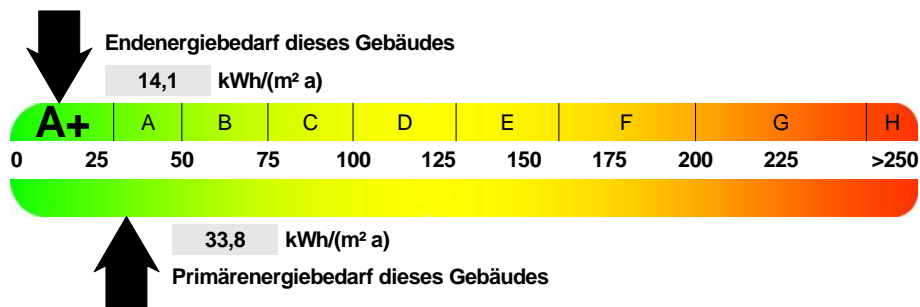 Endenergiebedarf dieses Gebäudes
14,1 kWh/(m² a)
A+ A B C D E F G H
0 25 50 75 100 125 150 175 200 225 >250
33,8 kWh/(m² a)
Primärenergiebedarf dieses Gebäudes